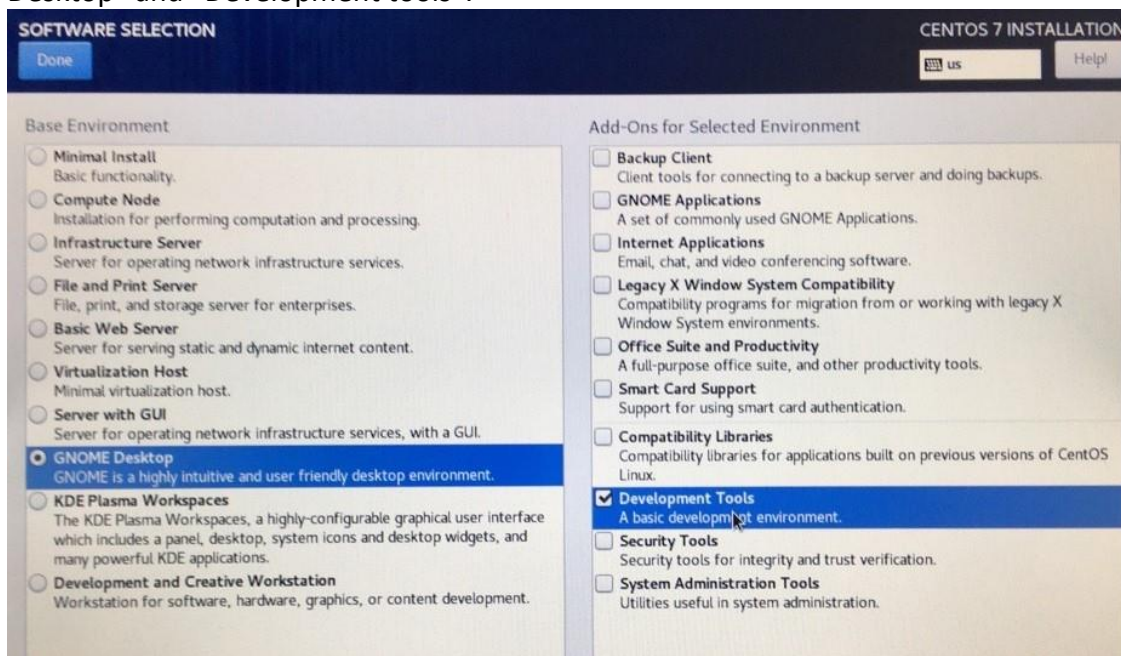 Desktop" and "Development tools".
SOFTWARE SELECTION
Done
CENTOS 7 INSTALLATION
us
Help!
Base Environment
Minimal Install
Basic functionality.
Compute Node
Installation for performing computation and processing.
Infrastructure Server
Server for operating network infrastructure services.
File and Print Server
File, print, and storage server for enterprises.
Basic Web Server
Server for serving static and dynamic internet content.
Virtualization Host
Minimal virtualization host.
Server with GUI
Server for operating network infrastructure services, with a GUI.
GNOME Desktop
GNOME is a highly intuitive and user friendly desktop environment.
KDE Plasma Workspaces
The KDE Plasma Workspaces, a highly-configurable graphical user interface
which includes a panel, desktop, system icons and desktop widgets, and
many powerful KDE applications.
Development and Creative Workstation
Workstation for software, hardware, graphics, or content development.
Add-Ons for Selected Environment
Backup Client
Client tools for connecting to a backup server and doing backups.
GNOME Applications
A set of commonly used GNOME Applications.
Internet Applications
Email, chat, and video conferencing software.
Legacy X Window System Compatibility
Compatibility programs for migration from or working with legacy X
Window System environments.
Office Suite and Productivity
A full-purpose office suite, and other productivity tools.
Smart Card Support
Support for using smart card authentication.
Compatibility Libraries
Compatibility libraries for applications built on previous versions of CentOS
Linux.
Development Tools
A basic development environment.
Security Tools
Security tools for integrity and trust verification.
System Administration Tools
Utilities useful in system administration.